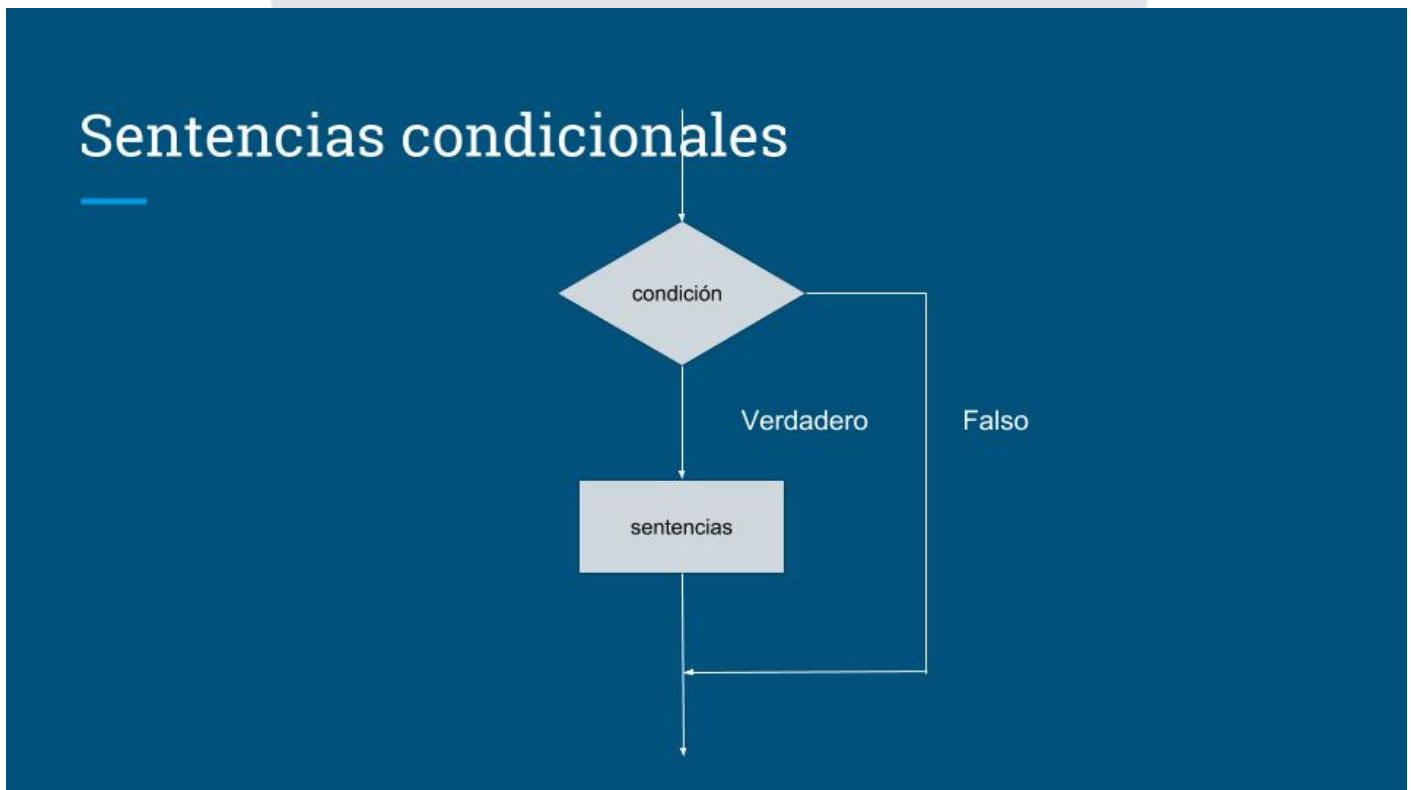 Sentencias condicionales
condición
Verdadero
Falso
sentencias